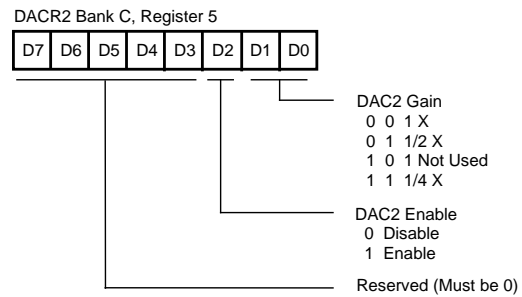 DACR2 Bank C, Register 5
D7 D6 D5 D4 D3 D2 D1 D0
DAC2 Gain
0 0 1 X
0 1 1/2 X
1 0 1 Not Used
1 1 1/4 X
DAC2 Enable
0 Disable
1 Enable
Reserved (Must be 0)